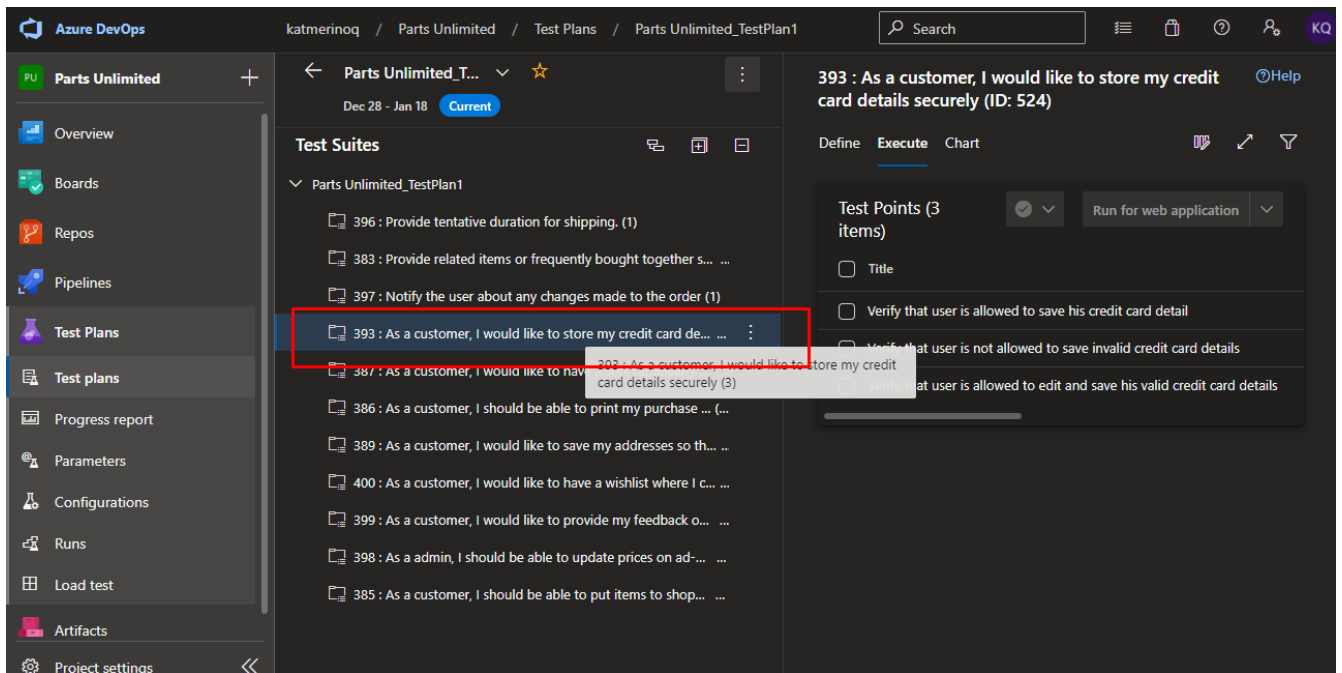 Azure DevOps
katmerinoq / Parts Unlimited / Test Plans / Parts Unlimited_TestPlan1
Search
KQ
PU Parts Unlimited
Overview
Boards
Repos
Pipelines
Test Plans
Test plans
Progress report
Parameters
Configurations
Runs
Load test
Artifacts
Project settings
Parts Unlimited_T...
Dec 28 - Jan 18 Current
Test Suites
Parts Unlimited_TestPlan1
396 : Provide tentative duration for shipping. (1)
383 : Provide related items or frequently bought together s... ...
397 : Notify the user about any changes made to the order (1)
393 : As a customer, I would like to store my credit card de... ...
387 : As a customer, I would like to hav
393 : As a customer, I would like to store my credit
card details securely (3)
386 : As a customer, I should be able to print my purchase ... (...
389 : As a customer, I would like to save my addresses so th... ...
400 : As a customer, I would like to have a wishlist where I c... ...
399 : As a customer, I would like to provide my feedback o... ...
398 : As a admin, I should be able to update prices on ad-... ...
385 : As a customer, I should be able to put items to shop... ...
393 : As a customer, I would like to store my credit
card details securely (ID: 524)
Help
Define Execute Chart
Test Points (3
items)
Run for web application
Title
Verify that user is allowed to save his credit card detail
Verify that user is not allowed to save invalid credit card details
Verify that user is allowed to edit and save his valid credit card details